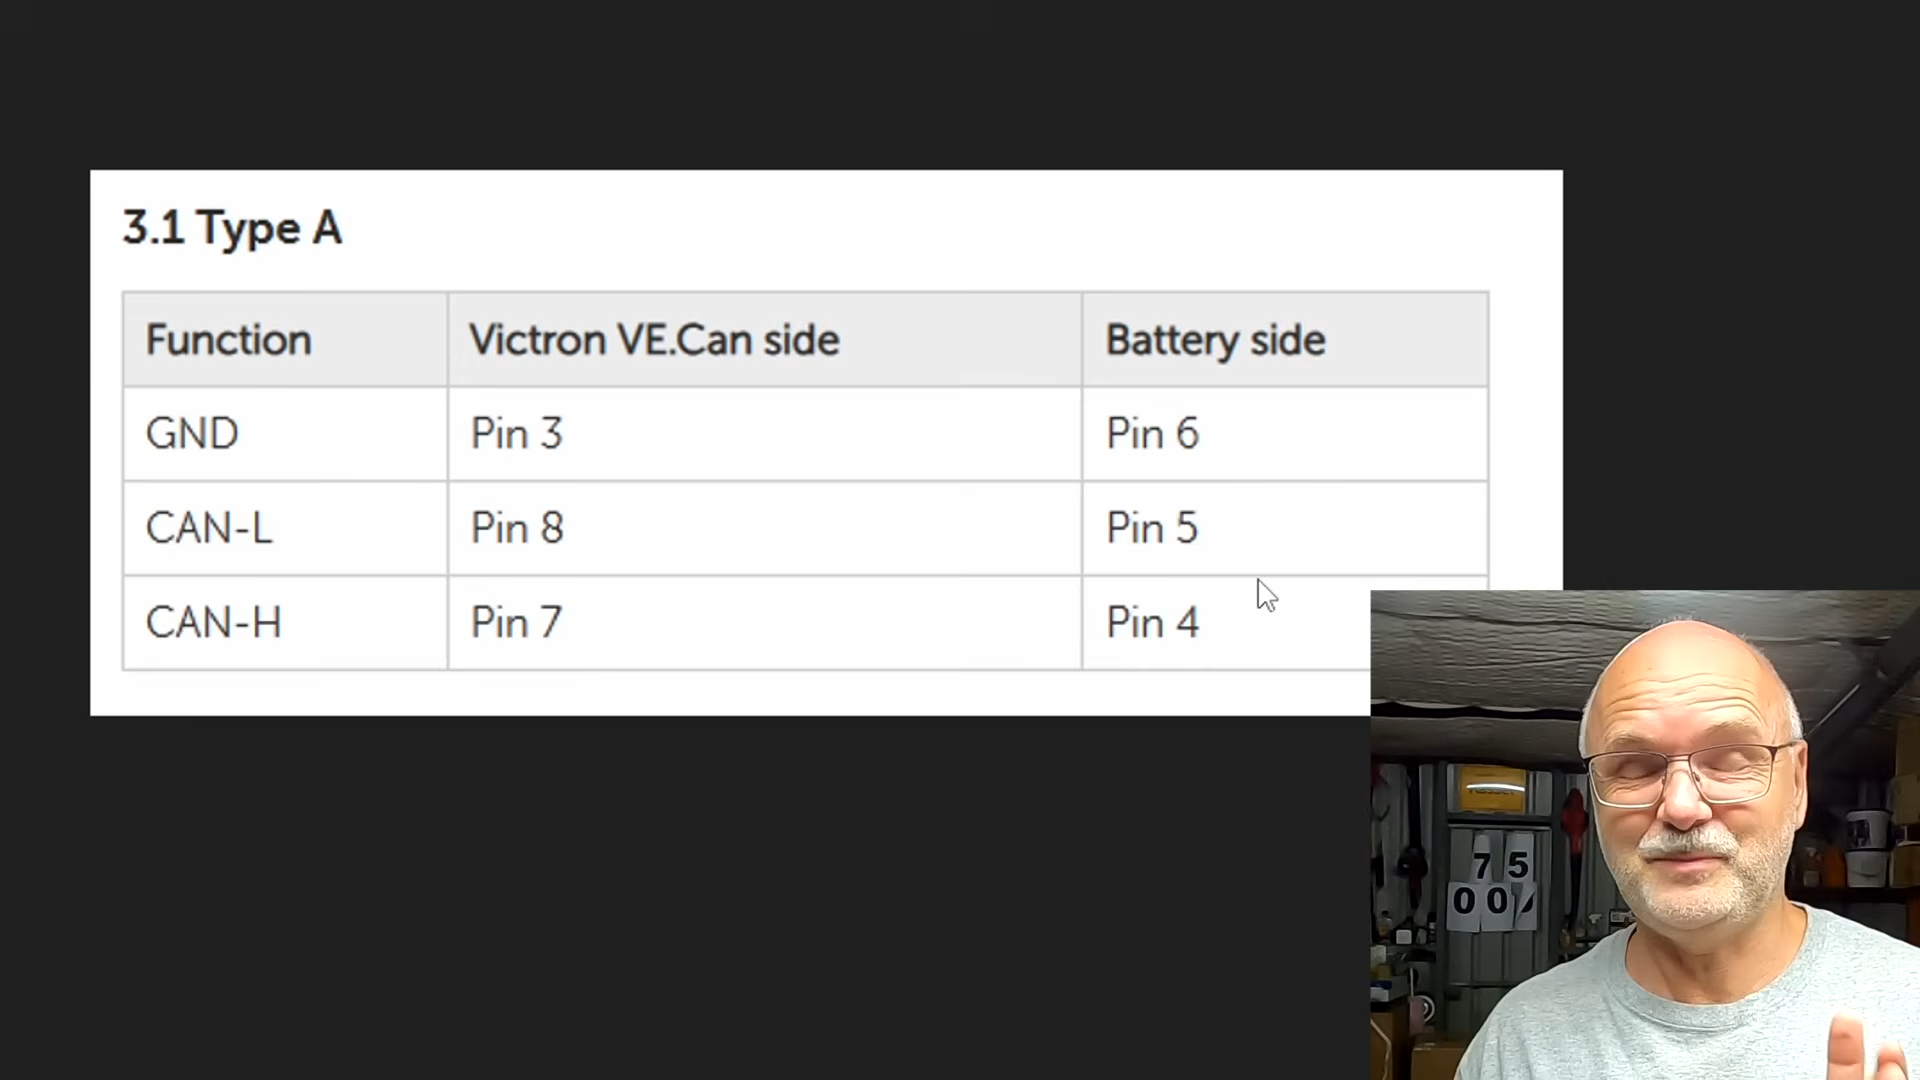 3.1 Type A
Function Victron VE.Can side Battery side
GND Pin 3 Pin 6
CAN-L Pin 8 Pin 5
CAN-H Pin 7 Pin 4
7 5
0 0